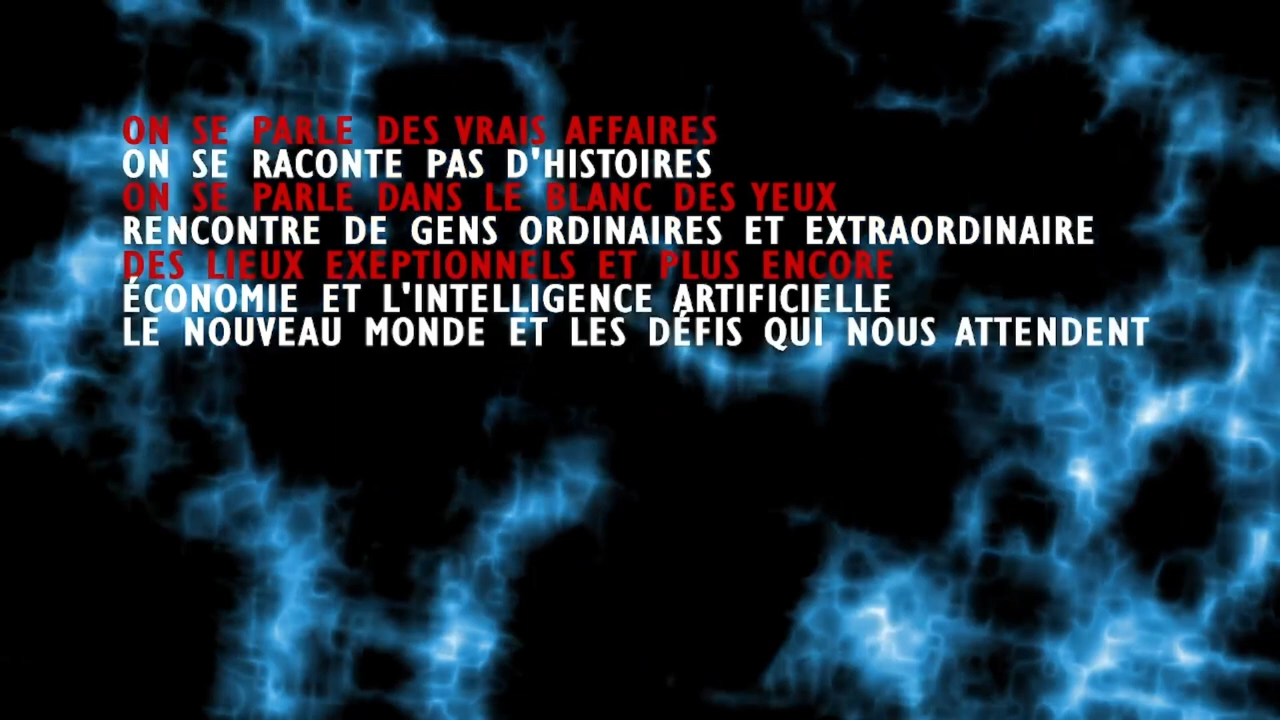 ON SE PARLE DES VRAIS AFFAIRES
ON SE RACONTE PAS D'HISTOIRES
ON SE PARLE DANS LE BLANC DES YEUX
RENCONTRE DE GENS ORDINAIRES ET EXTRAORDINAIRE
DES LIEUX EXEPTIONNELS ET PLUS ENCORE
ÉCONOMIE ET L'INTELLIGENCE ARTIFICIELLE
LE NOUVEAU MONDE ET LES DÉFIS QUI NOUS ATTENDENT